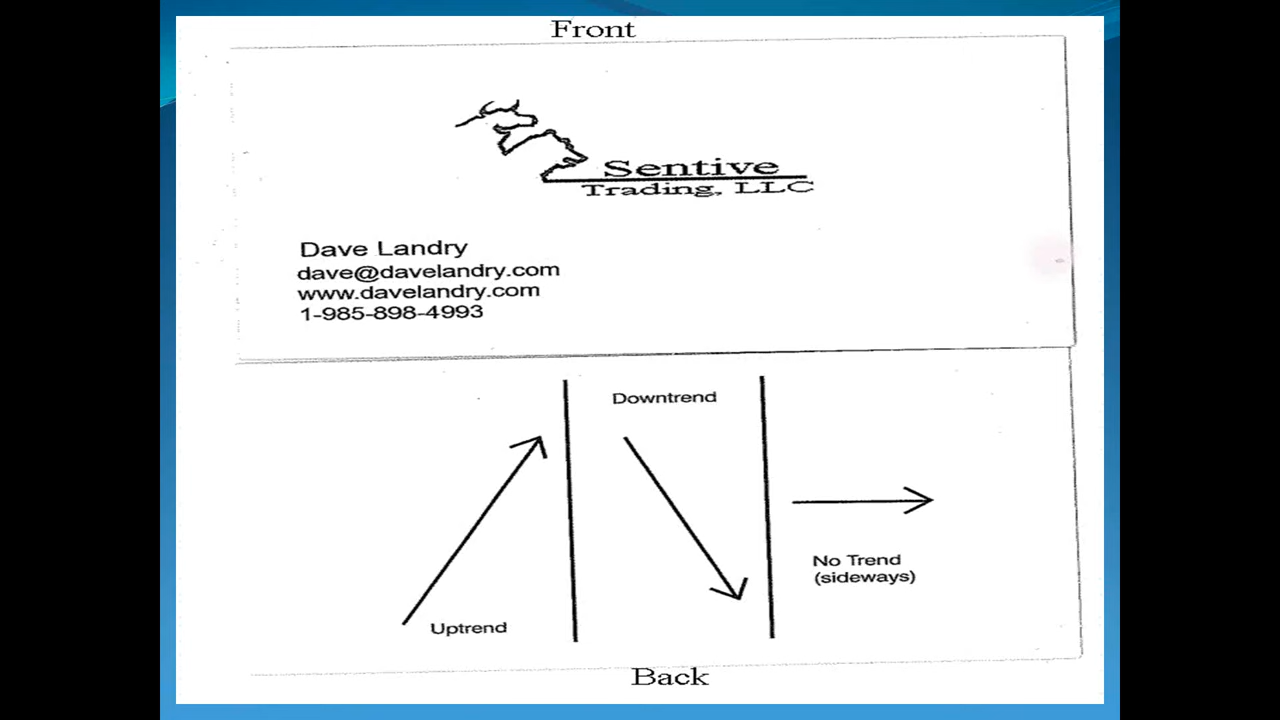 Front
Sentive
Trading, LLC
Dave Landry
dave@davelandry.com
www.davelandry.com
1-985-898-4993
Downtrend
No Trend
(sideways)
Uptrend
Back